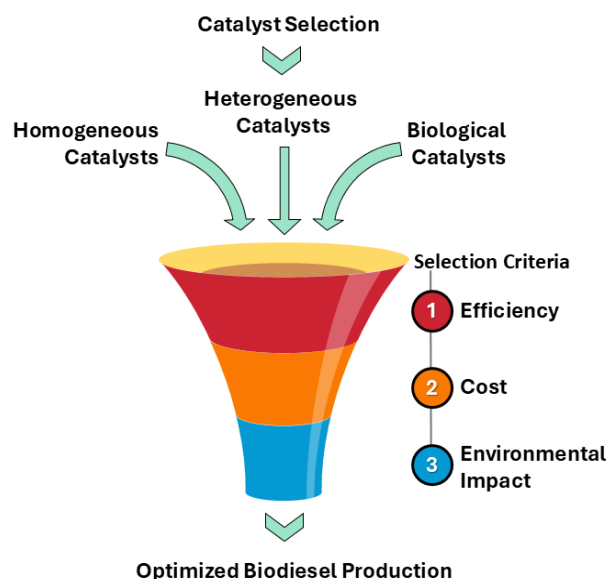 Catalyst Selection
Heterogeneous
Catalysts
Homogeneous
Catalysts
Biological
Catalysts
Selection Criteria
1 Efficiency
2 Cost
3 Environmental
Impact
Optimized Biodiesel Production